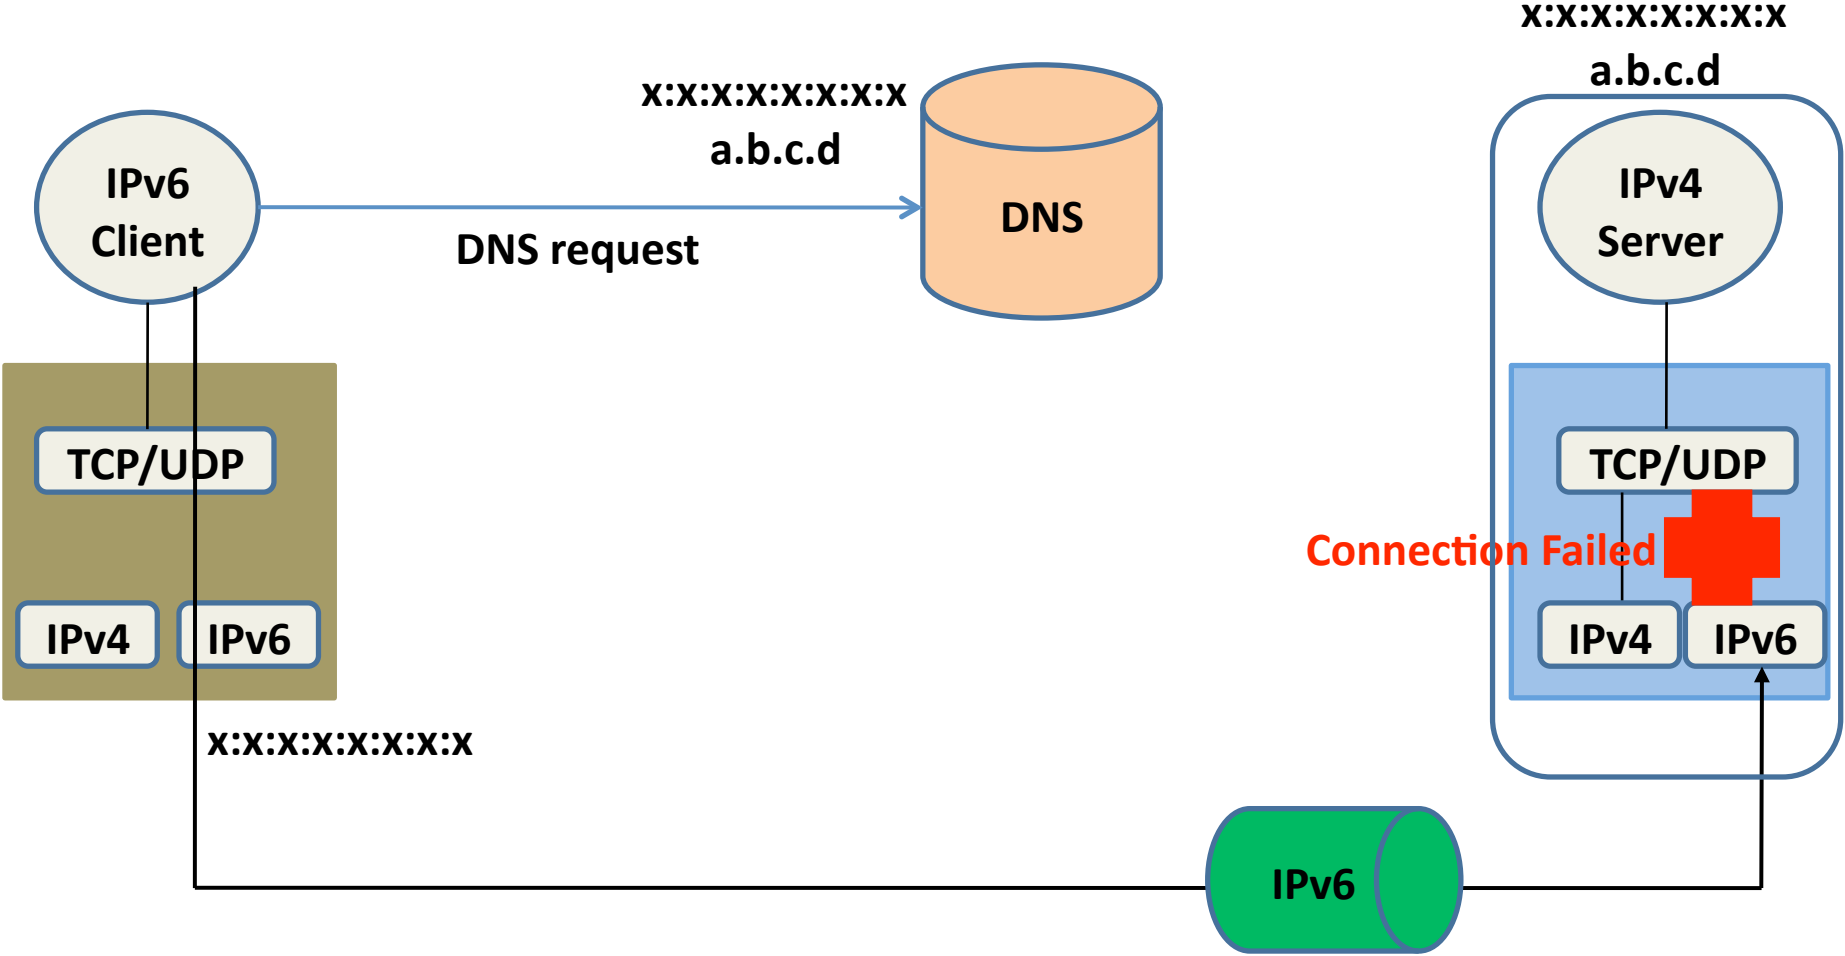 x:x:x:x:x:x:x:x
a.b.c.d
x:x:x:x:x:x:x:x
a.b.c.d
IPv6
Client
DNS request
DNS
IPv4
Server
TCP/UDP
TCP/UDP
Connection Failed
IPv4
IPv6
IPv4
IPv6
x:x:x:x:x:x:x:x
IPv6